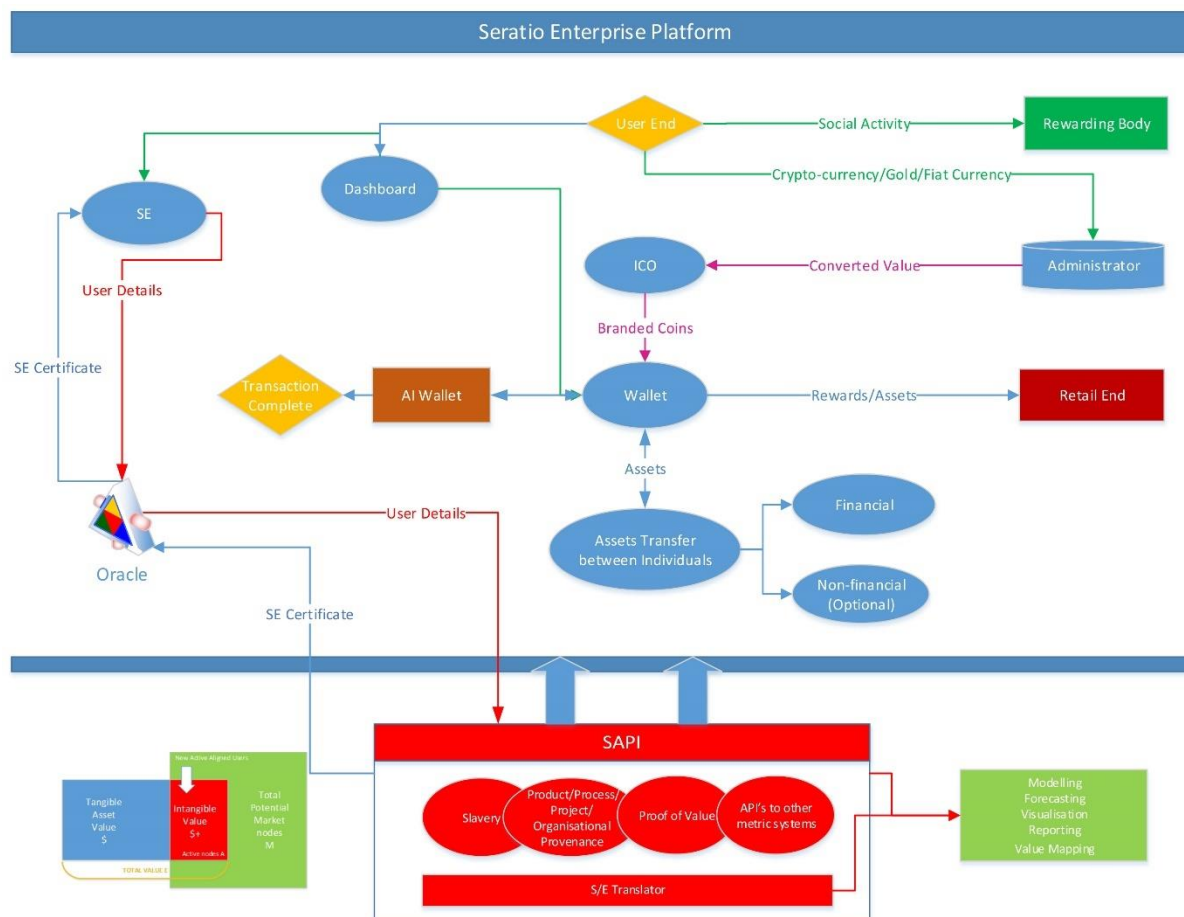 Seratio Enterprise Platform
User End
Social Activity
Rewarding Body
Crypto-currency/Gold/Fiat Currency
Dashboard
SE
ICO
Converted Value
Administrator
User Details
Branded Coins
SE Certificate
Transaction
Complete
AI Wallet
Wallet
Rewards/Assets
Retail End
Assets
Financial
User Details
Assets Transfer
between Individuals
Oracle
Non-financial
(Optional)
SE Certificate
SAPI
New Active Aligned Users
Tangible
Asset
Value
$
Intangible
Value
$+
Active nodes A
Total
Potential
Market
nodes
M
TOTAL VALUE E
Slavery
Product/Process/
Project/
Organisational
Provenance
Proof of Value
API's to other
metric systems
S/E Translator
Modelling
Forecasting
Visualisation
Reporting
Value Mapping